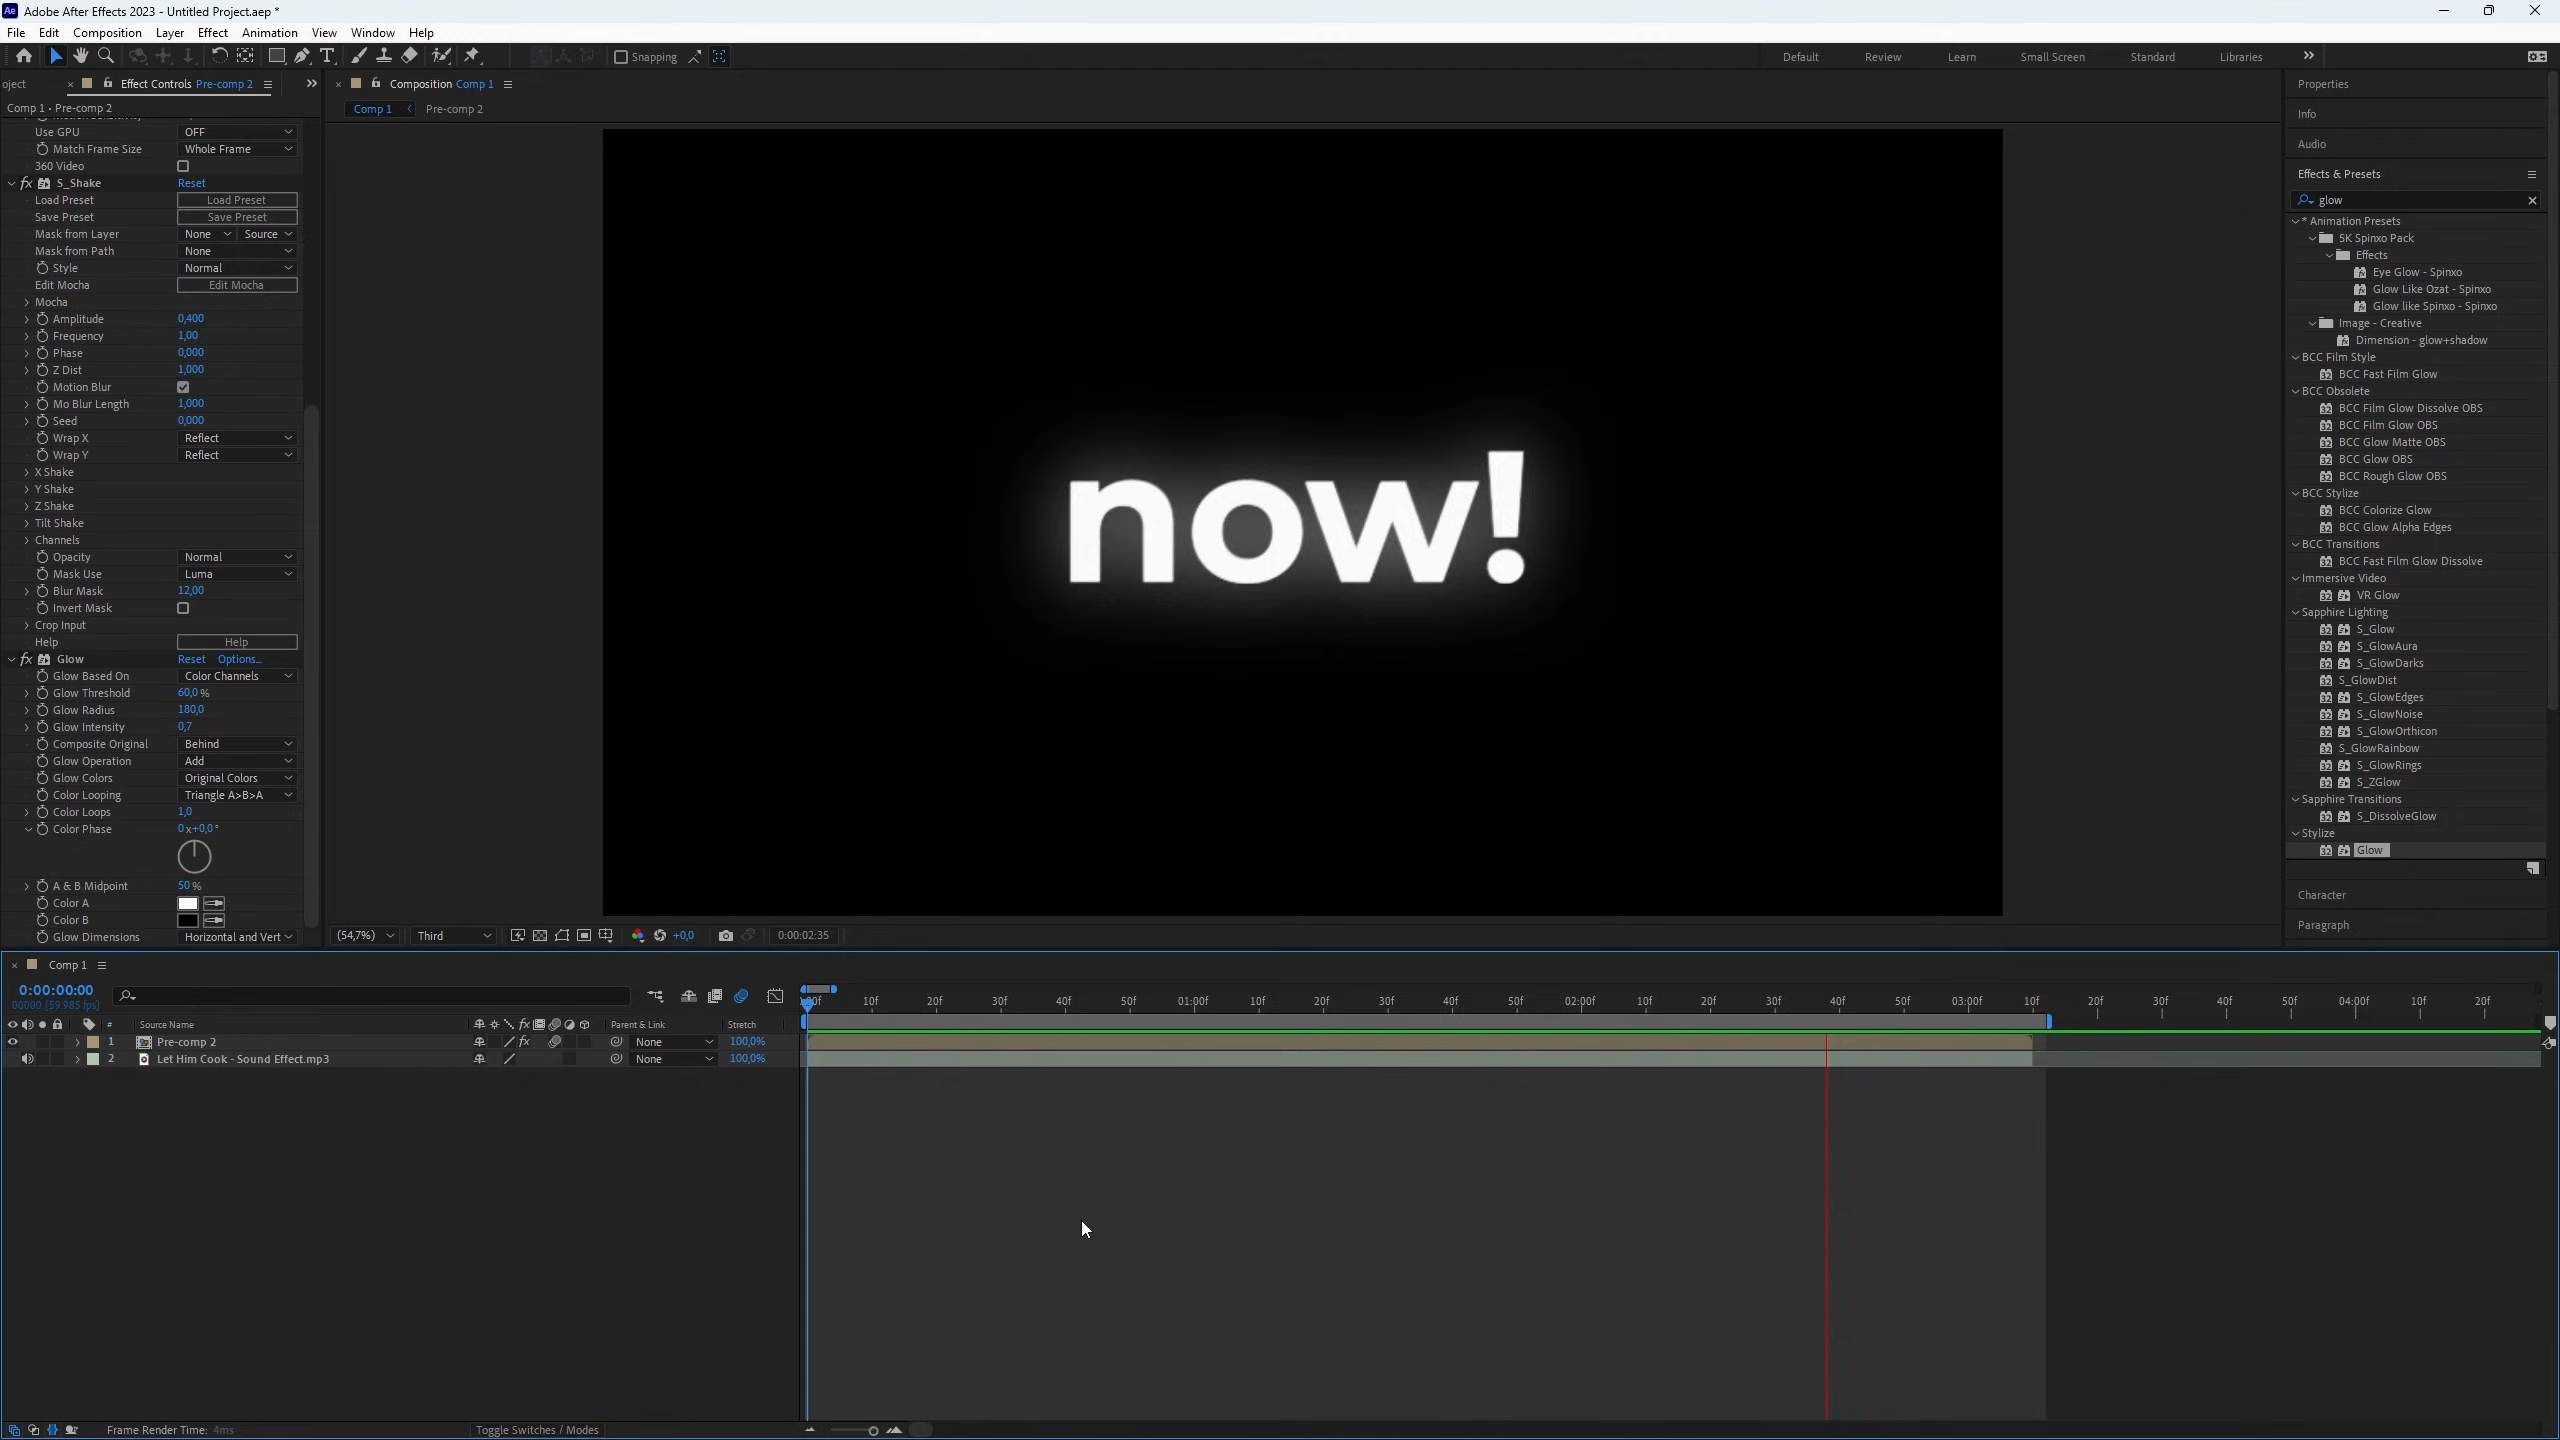 Adobe After Effects 2023 - Untitled Project.aep *
File Edit Composition Layer Effect Animation View Window Help
Snapping
Default Review Learn Small Screen Standard Libraries
oject Effect Controls Pre-comp 2
Comp 1 • Pre-comp 2
Use GPU OFF
Match Frame Size Whole Frame
360 Video
fx S_Shake Reset
Load Preset Load Preset
Save Preset Save Preset
Mask from Layer None Source
Mask from Path None
Style Normal
Edit Mocha Edit Mocha
Mocha
Amplitude 0,400
Frequency 1,00
Phase 0,000
Z Dist 1,000
Motion Blur
Mo Blur Length 1,000
Seed 0,000
Wrap X Reflect
Wrap Y Reflect
X Shake
Y Shake
Z Shake
Tilt Shake
Channels
Opacity Normal
Mask Use Luma
Blur Mask 12,00
Invert Mask
Crop Input
Help Help
fx Glow Reset Options...
Glow Based On Color Channels
Glow Threshold 60,0 %
Glow Radius 180,0
Glow Intensity 0,7
Composite Original Behind
Glow Operation Add
Glow Colors Original Colors
Color Looping Triangle A>B>A
Color Loops 1,0
Color Phase 0x+0,0°
A & B Midpoint 50 %
Color A
Color B
Glow Dimensions Horizontal and Vert
Composition Comp 1
Comp 1 Pre-comp 2
now!
(54,7%) Third +0,0 0:00:02:35
Properties
Info
Audio
Effects & Presets
glow
* Animation Presets
5K Spinxo Pack
Effects
Eye Glow - Spinxo
Glow Like Ozat - Spinxo
Glow like Spinxo - Spinxo
Image - Creative
Dimension - glow+shadow
BCC Film Style
BCC Fast Film Glow
BCC Obsolete
BCC Film Glow Dissolve OBS
BCC Film Glow OBS
BCC Glow Matte OBS
BCC Glow OBS
BCC Rough Glow OBS
BCC Stylize
BCC Colorize Glow
BCC Glow Alpha Edges
BCC Transitions
BCC Fast Film Glow Dissolve
Immersive Video
VR Glow
Sapphire Lighting
S_Glow
S_GlowAura
S_GlowDarks
S_GlowDist
S_GlowEdges
S_GlowNoise
S_GlowOrthicon
S_GlowRainbow
S_GlowRings
S_ZGlow
Sapphire Transitions
S_DissolveGlow
Stylize
Glow
Character
Paragraph
Comp 1
0:00:00:00
00000 (59.985 fps)
10f 20f 30f 40f 50f 01:00f 10f 20f 30f 40f 50f 02:00f 10f 20f 30f 40f 50f 03:00f 10f 20f 30f 40f 50f 04:00f 10f 20f
# Source Name fx Parent & Link Stretch
1 Pre-comp 2 fx None 100,0%
2 Let Him Cook - Sound Effect.mp3 None 100,0%
Frame Render Time: 4ms Toggle Switches / Modes